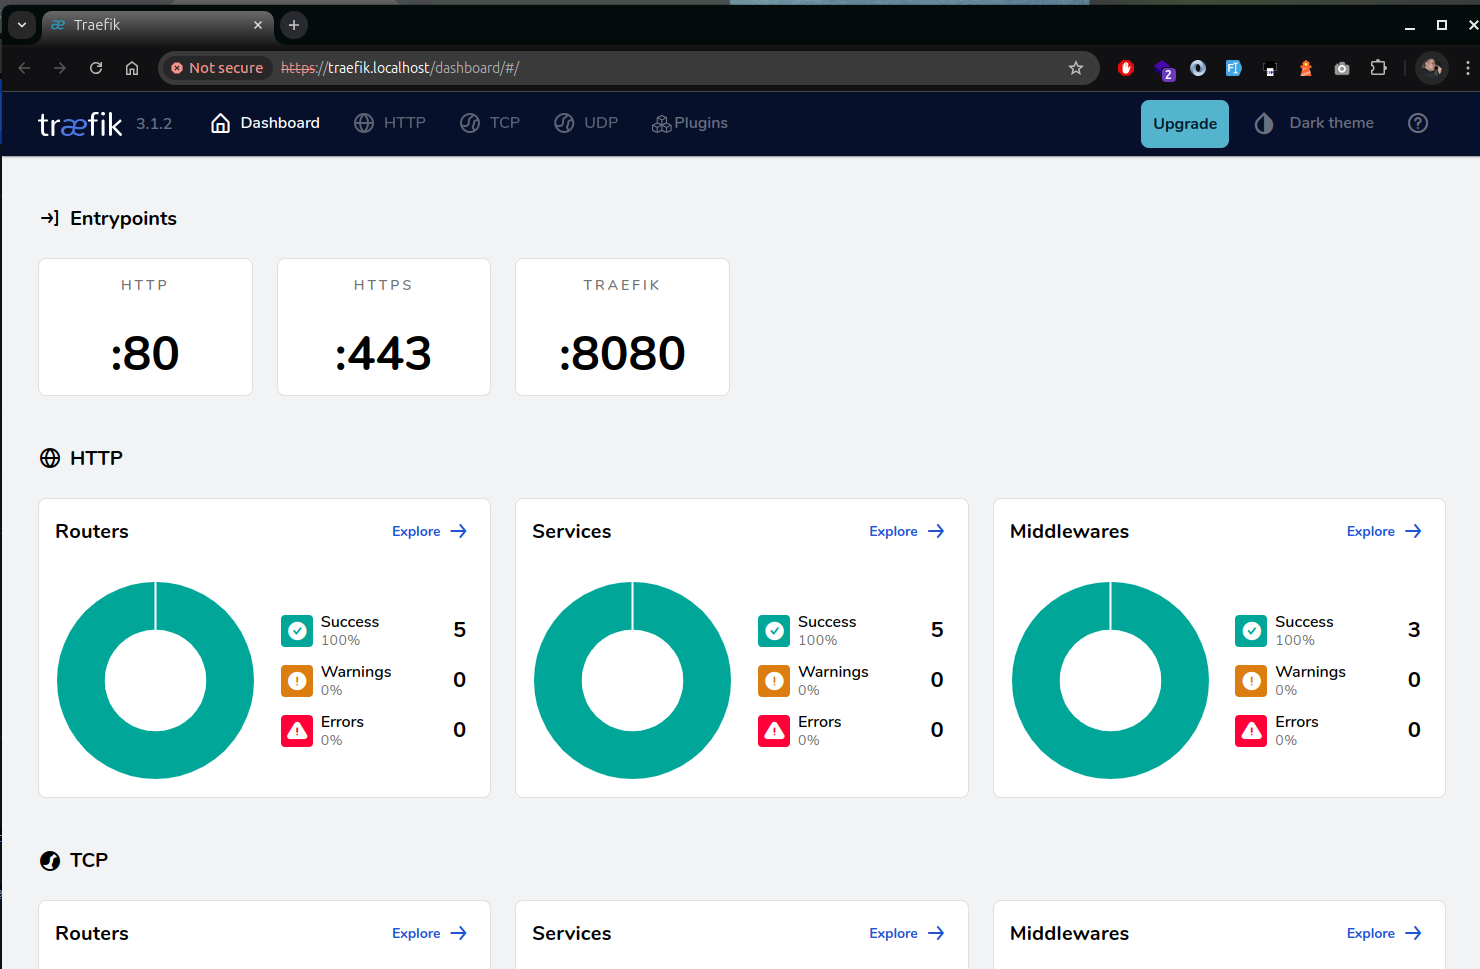 Traefik
Not secure https://traefik.localhost/dashboard/#/
2
træfik 3.1.2 Dashboard HTTP TCP UDP Plugins Upgrade Dark theme
Entrypoints
HTTP
:80
HTTPS
:443
TRAEFIK
:8080
HTTP
Routers Explore
Success 5
100%
Warnings 0
0%
Errors 0
0%
Services Explore
Success 5
100%
Warnings 0
0%
Errors 0
0%
Middlewares Explore
Success 3
100%
Warnings 0
0%
Errors 0
0%
TCP
Routers Explore
Services Explore
Middlewares Explore